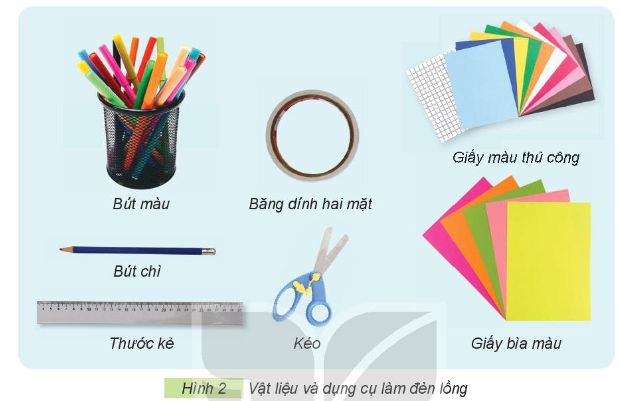 Giấy màu thủ công
Bút màu
Băng dính hai mặt
Bút chì
Thước kẻ
Kéo
Giấy bìa màu
Hình 2 Vật liệu và dụng cụ làm đèn lồng